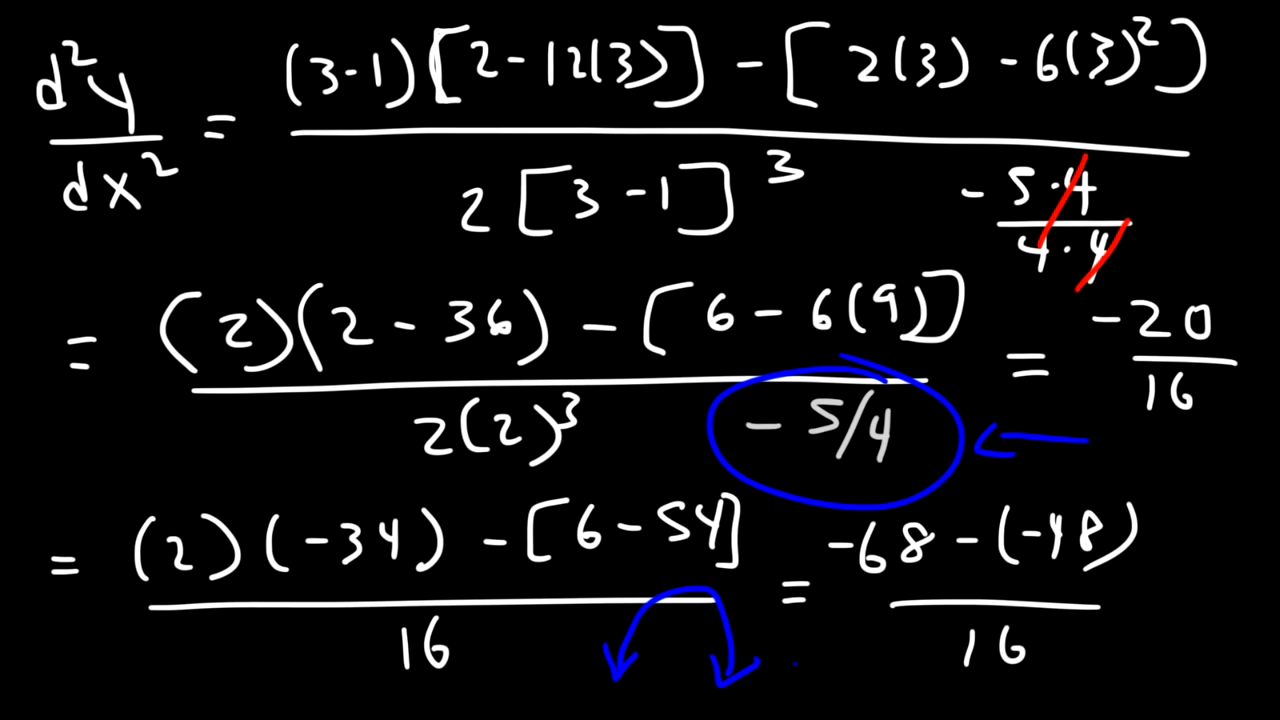 d²y/dx² = (3-1)[2-12(3)] - [2(3) - 6(3)²] / 2[3-1]³
- 5·4 / 4·4
= (2)(2-36) - [6-6(9)] / 2(2)³ = -20/16
- 5/4
= (2)(-34) - [6-54] / 16 = -68-(-48) / 16